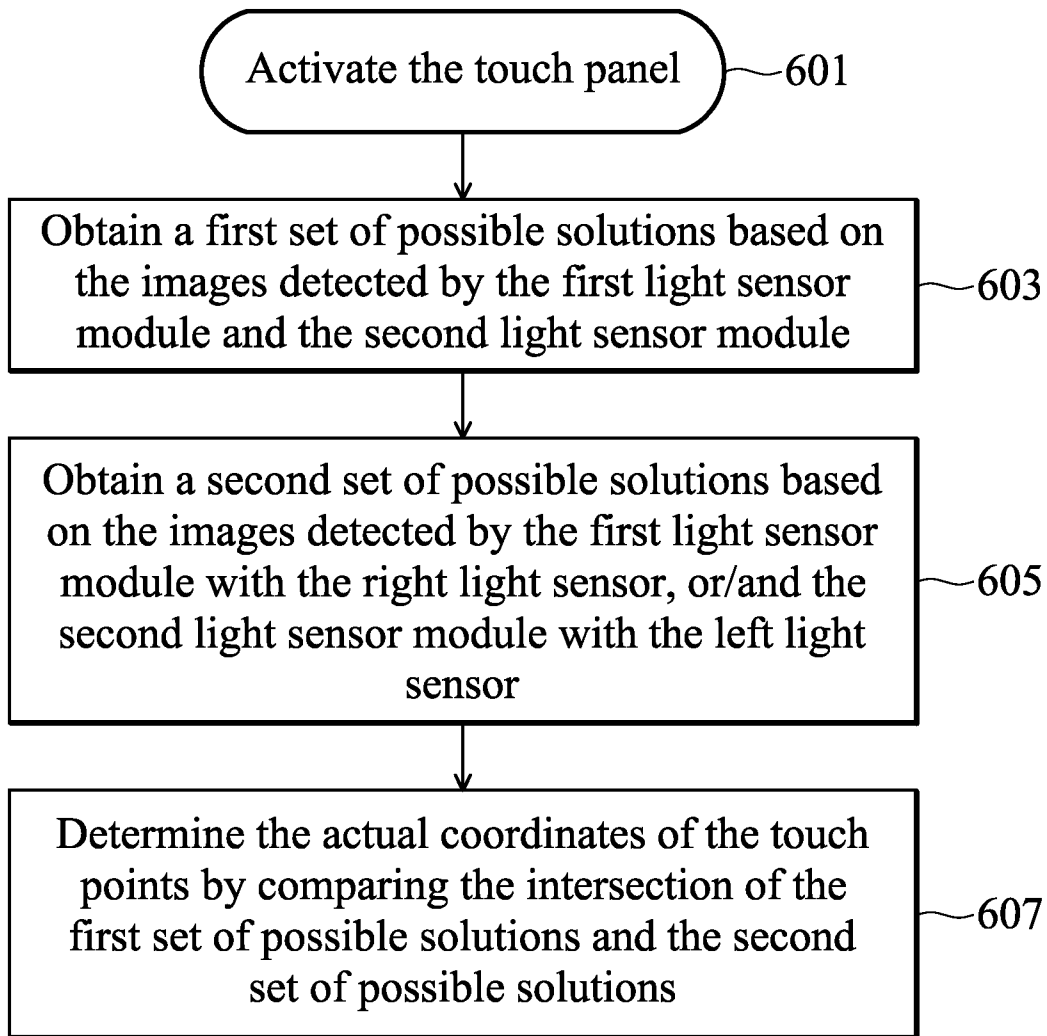 Activate the touch panel
601
Obtain a first set of possible solutions based on
the images detected by the first light sensor
module and the second light sensor module
603
Obtain a second set of possible solutions based
on the images detected by the first light sensor
module with the right light sensor, or/and the
second light sensor module with the left light
sensor
605
Determine the actual coordinates of the touch
points by comparing the intersection of the
first set of possible solutions and the second
set of possible solutions
607